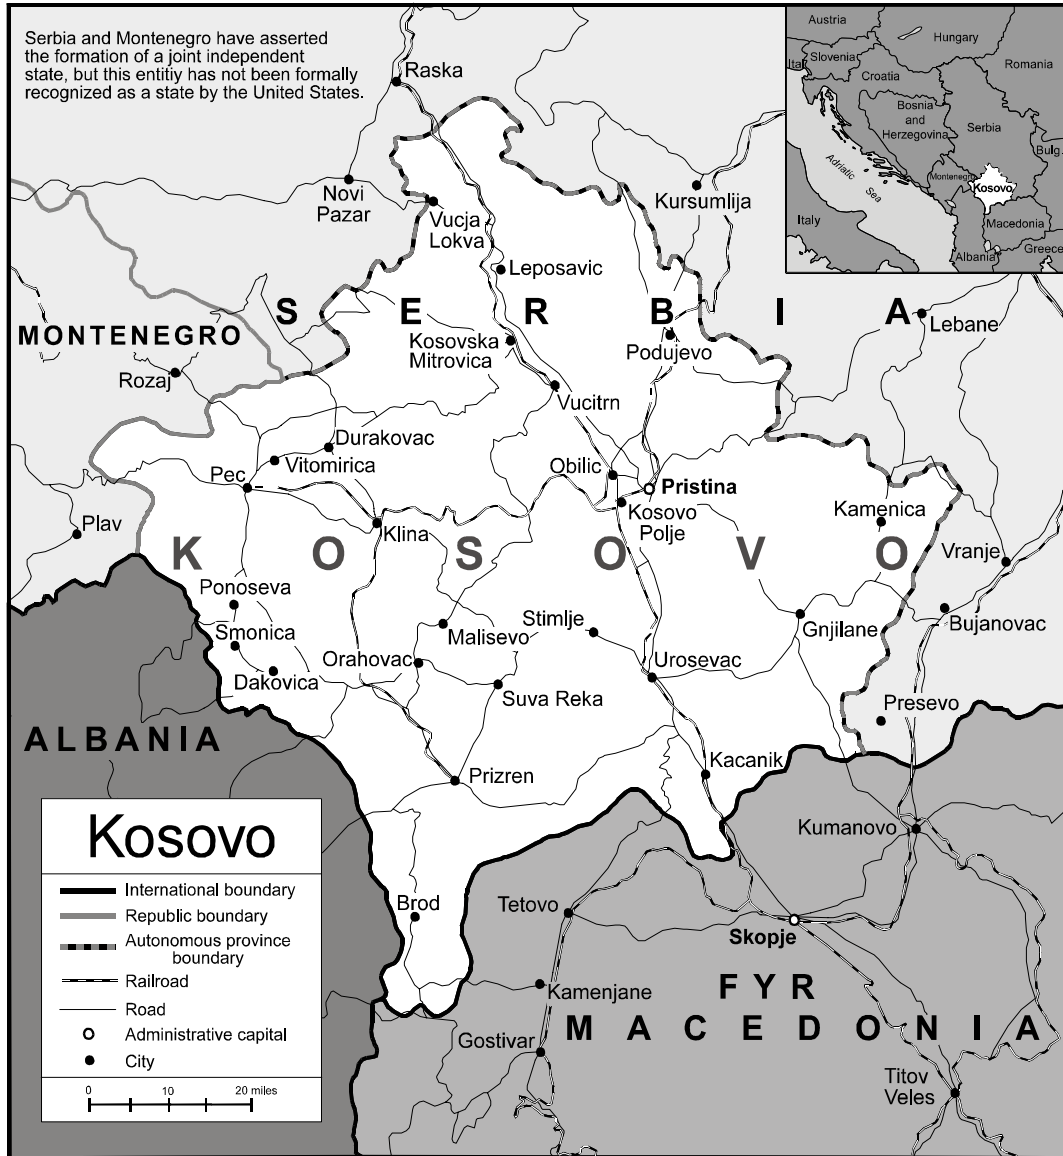 Serbia and Montenegro have asserted
the formation of a joint independent
state, but this entitiy has not been formally
recognized as a state by the United States.
Raska
Novi
Pazar
Vucja
Lokva
Kursumlija
Leposavic
SERBIA
MONTENEGRO
Rozaj
Kosovska
Mitrovica
Podujevo
Lebane
Vucitrn
Durakovac
Vitomirica
Pec
Obilic
Pristina
Kosovo
Polje
Kamenica
Plav
Klina
Vranje
KOSOVO
Ponoseva
Smonica
Dakovica
Malisevo
Stimlje
Gnjilane
Bujanovac
Orahovac
Suva Reka
Urosevac
Presevo
ALBANIA
Prizren
Kacanik
Kumanovo
Brod
Tetovo
Skopje
FYR
MACEDONIA
Kamenjane
Gostivar
Titov
Veles
Austria
Hungary
Slovenia
Ita
Croatia
Romania
Bosnia
and
Herzegovina
Serbia
Bulg.
Adriatic
Sea
Montenegro
Kosovo
Italy
Macedonia
Albania
Greece
Kosovo
International boundary
Republic boundary
Autonomous province
boundary
Railroad
Road
Administrative capital
City
0 10 20 miles